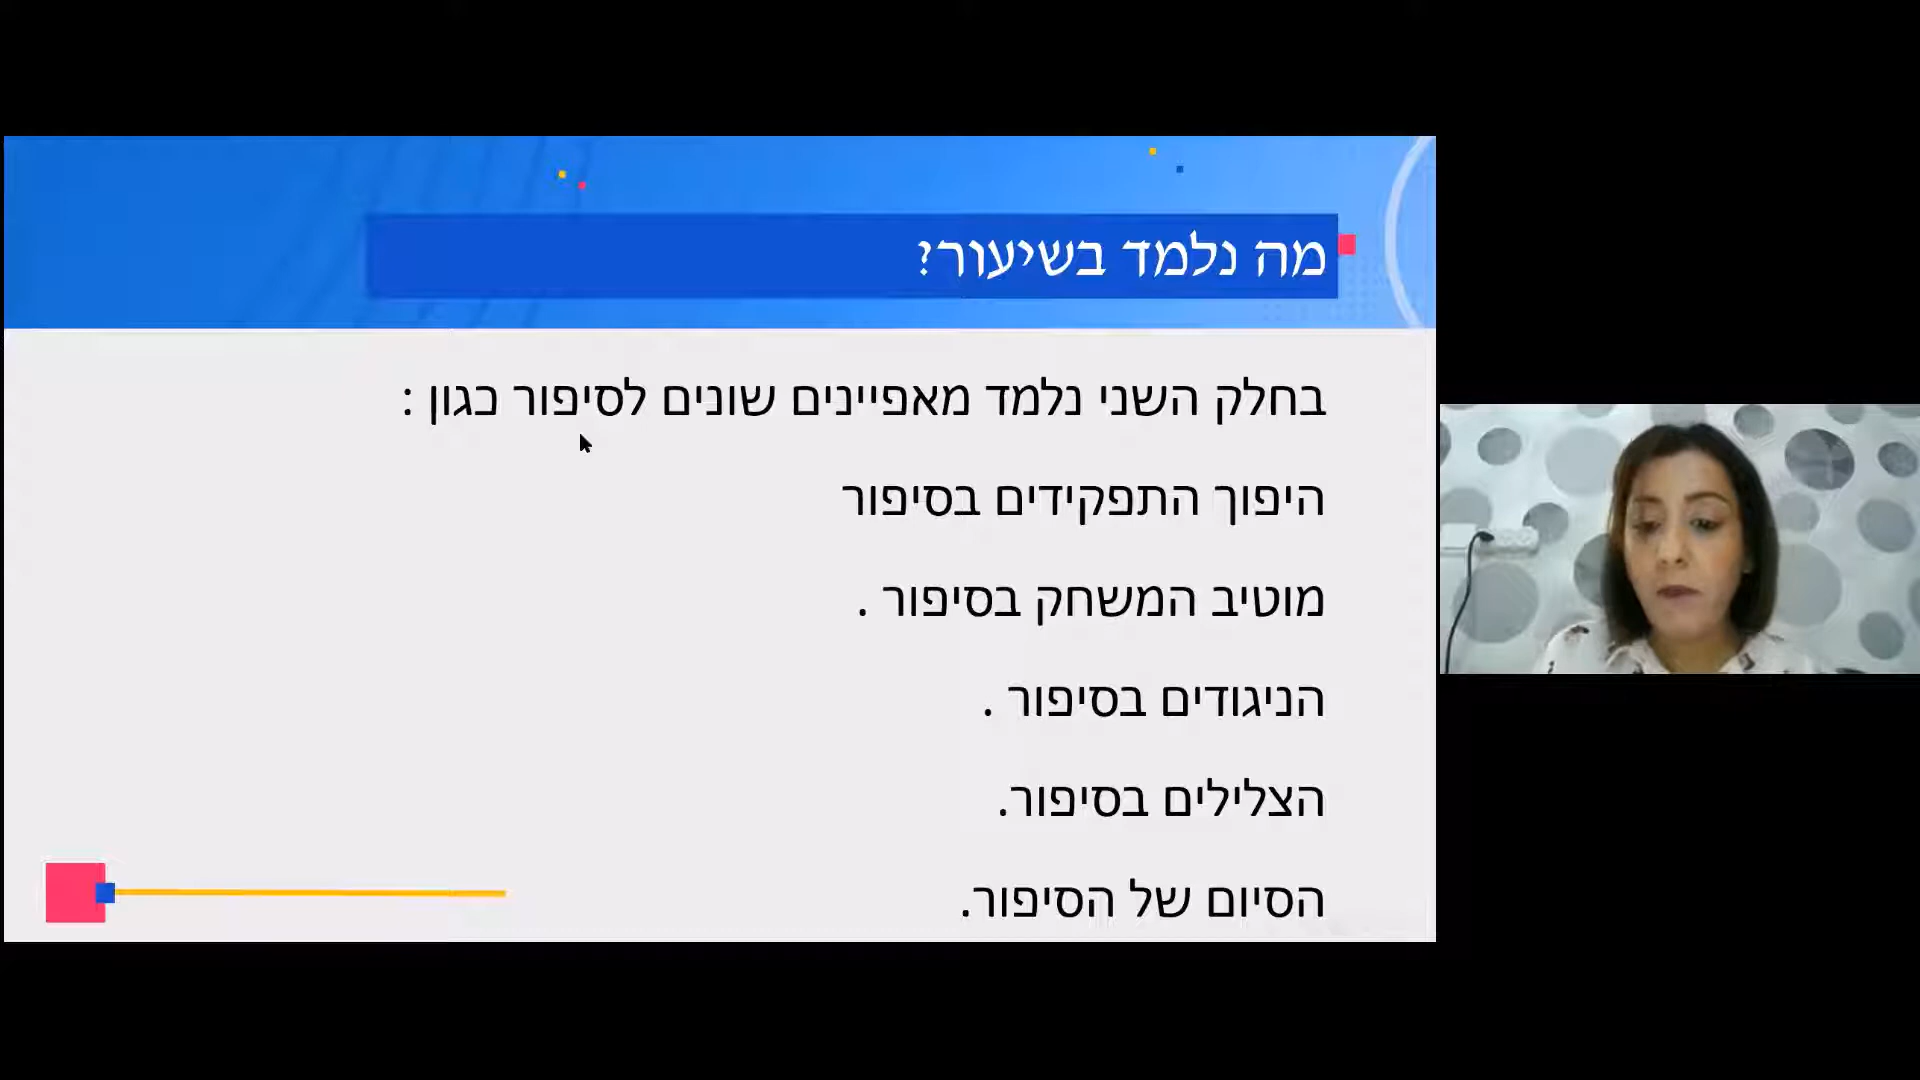 מה נלמד בשיעור?
בחלק השני נלמד מאפיינים שונים לסיפור כגון :
היפוך התפקידים בסיפור
מוטיב המשחק בסיפור .
הניגודים בסיפור .
הצלילים בסיפור.
הסיום של הסיפור.